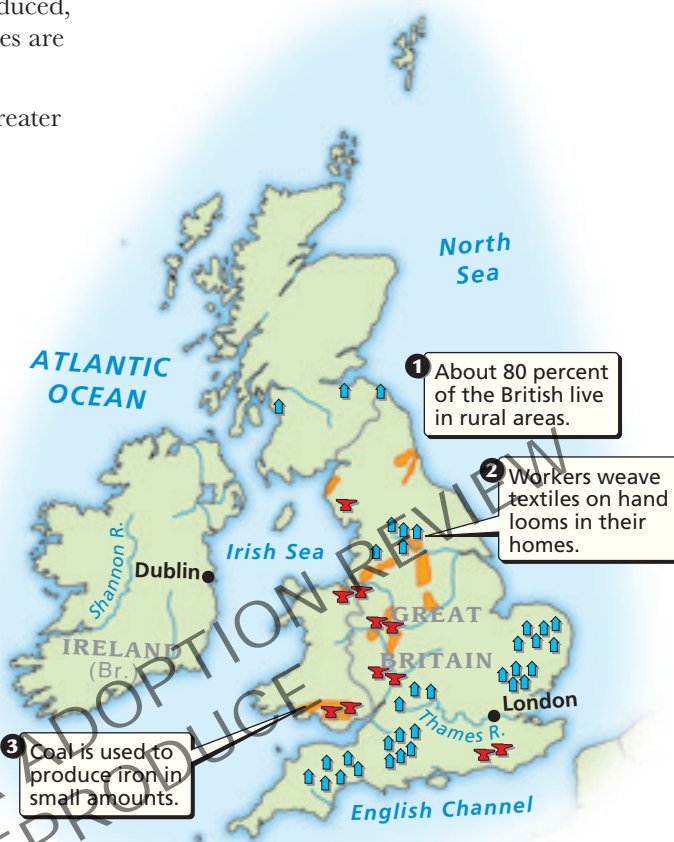 duced,
es are
reater
North
Sea
ATLANTIC
OCEAN
1 About 80 percent
of the British live
in rural areas.
2 Workers weave
textiles on hand
looms in their
homes.
Irish Sea
Shannon R.
Dublin
IRELAND
(Br.)
GREAT
BRITAIN
London
Thames R.
3 Coal is used to
produce iron in
small amounts.
English Channel
ADOPTION REVIEW
REPRODUCE